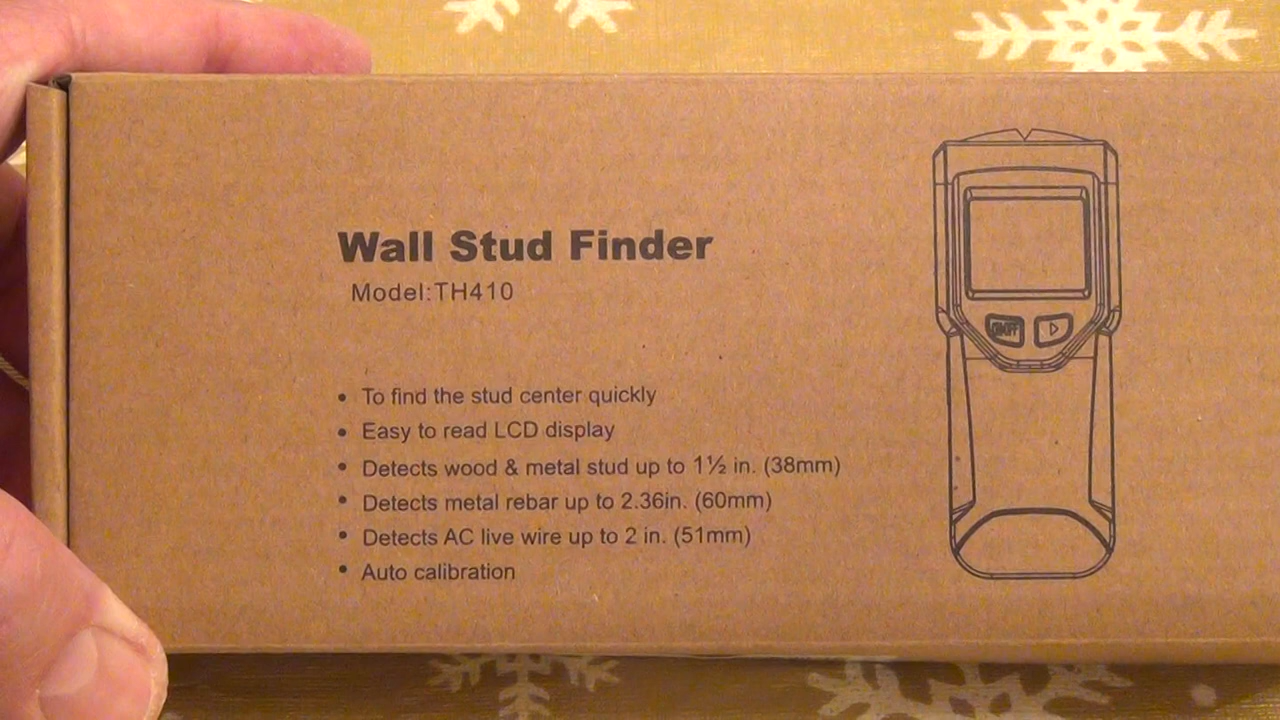 Wall Stud Finder
Model:TH410
• To find the stud center quickly
• Easy to read LCD display
• Detects wood & metal stud up to 1½ in. (38mm)
• Detects metal rebar up to 2.36in. (60mm)
• Detects AC live wire up to 2 in. (51mm)
• Auto calibration